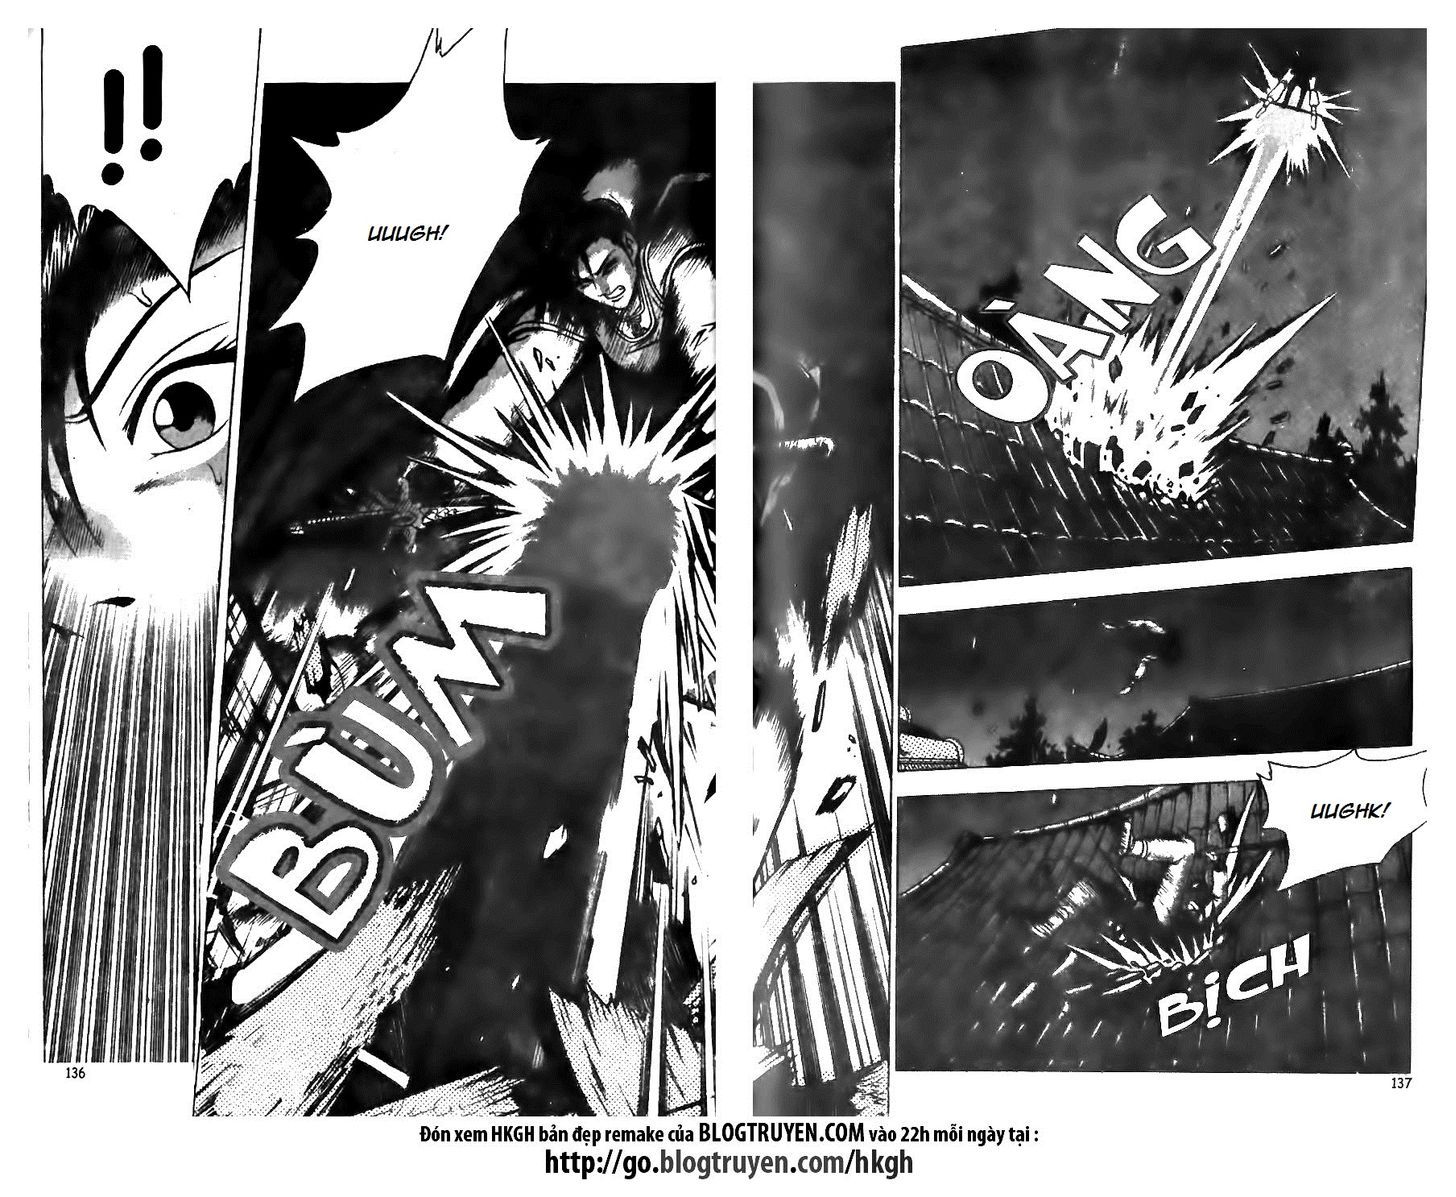 !!
UUUGH!
BÙM
136
OÁNG
UUGHK!
BỊCH
137
Đón xem HKGH bản đẹp remake của BLOGTRUYEN.COM vào 22h mỗi ngày tại :
http://go.blogtruyen.com/hkgh